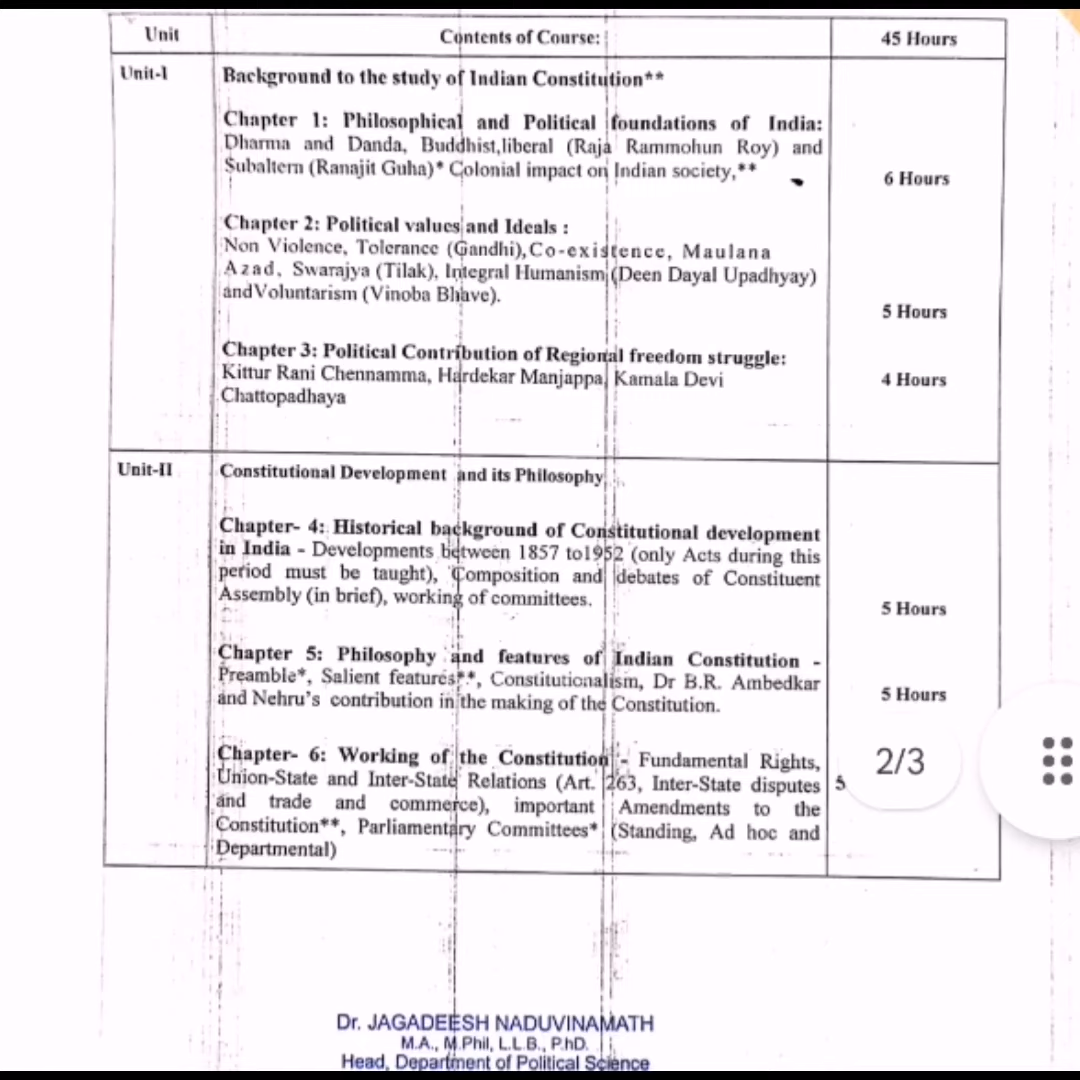 Unit Contents of Course: 45 Hours
Unit-I Background to the study of Indian Constitution**
Chapter 1: Philosophical and Political foundations of India:
Dharma and Danda, Buddhist,liberal (Raja Rammohun Roy) and
Subaltern (Ranajit Guha)* Colonial impact on Indian society,**
6 Hours
Chapter 2: Political values and Ideals :
Non Violence, Tolerance (Gandhi),Co-existence, Maulana
Azad, Swarajya (Tilak), Integral Humanism (Deen Dayal Upadhyay)
andVoluntarism (Vinoba Bhave).
5 Hours
Chapter 3: Political Contribution of Regional freedom struggle:
Kittur Rani Chennamma, Hardekar Manjappa, Kamala Devi 4 Hours
Chattopadhaya
Unit-II Constitutional Development and its Philosophy
Chapter- 4: Historical background of Constitutional development
in India - Developments between 1857 to1952 (only Acts during this
period must be taught), Composition and debates of Constituent
Assembly (in brief), working of committees.
5 Hours
Chapter 5: Philosophy and features of Indian Constitution -
Preamble*, Salient features**, Constitutionalism, Dr B.R. Ambedkar
and Nehru's contribution in the making of the Constitution. 5 Hours
Chapter- 6: Working of the Constitution - Fundamental Rights,
Union-State and Inter-State Relations (Art. 263, Inter-State disputes 5
and trade and commerce), important Amendments to the
Constitution**, Parliamentary Committees* (Standing, Ad hoc and
Departmental)
2/3
Dr. JAGADEESH NADUVINAMATH
M.A., M.Phil, L.L.B., P.hD.
Head, Department of Political Science